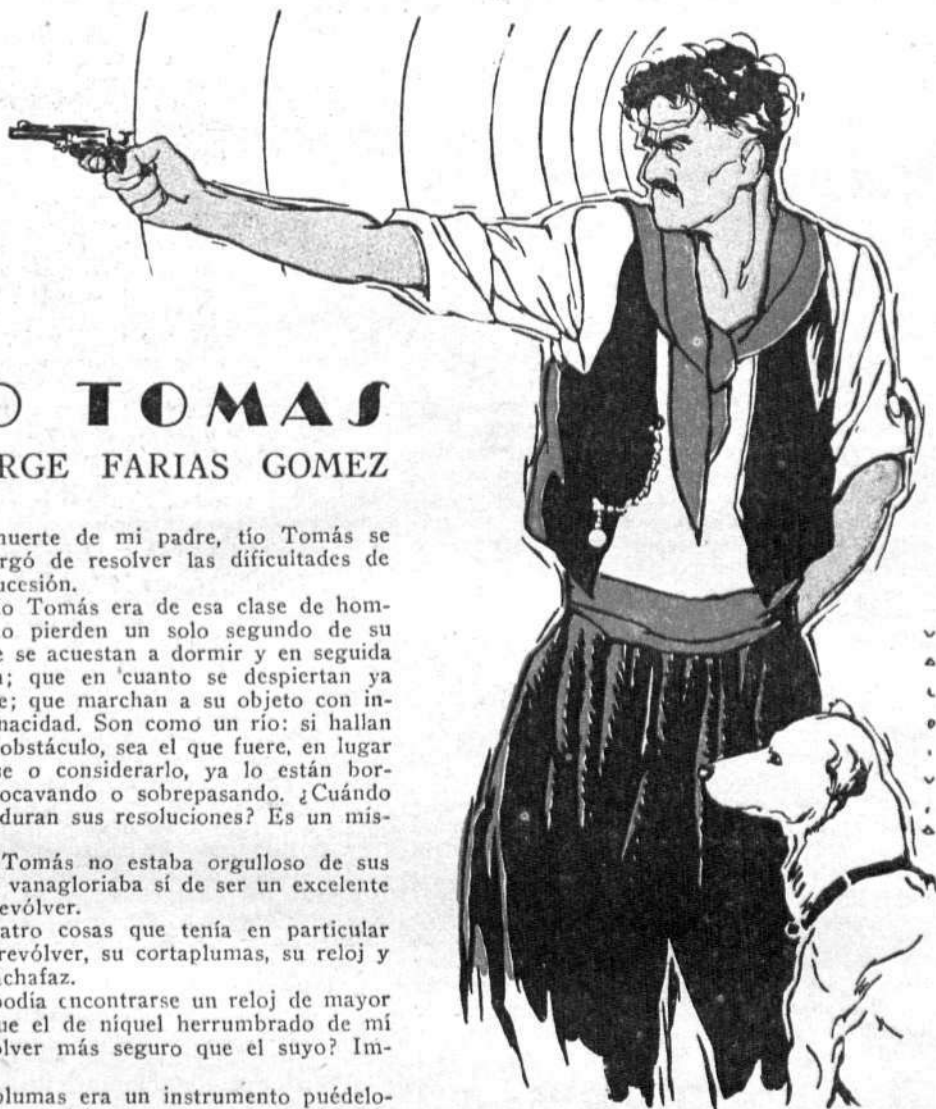 O TOMAS
RGE FARIAS GOMEZ
muerte de mi padre, tío Tomás se
rgó de resolver las dificultades de
ucesión.
o Tomás era de esa clase de hom-
o pierden un solo segundo de su
e se acuestan a dormir y en seguida
; que en cuanto se despiertan ya
e; que marchan a su objeto con in-
nacidad. Son como un río: si hallan
obstáculo, sea el que fuere, en lugar
se o considerarlo, ya lo están bor-
ocavando o sobrepasando. ¿Cuándo
duran sus resoluciones? Es un mis-
Tomás no estaba orgulloso de sus
vanagloriaba sí de ser un excelente
revólver.
atro cosas que tenía en particular
revólver, su cortaplumas, su reloj y
achafaz.
podía encontrarse un reloj de mayor
ue el de níquel herrumbrado de mi
olver más seguro que el suyo? Im-
plumas era un instrumento puédelo-